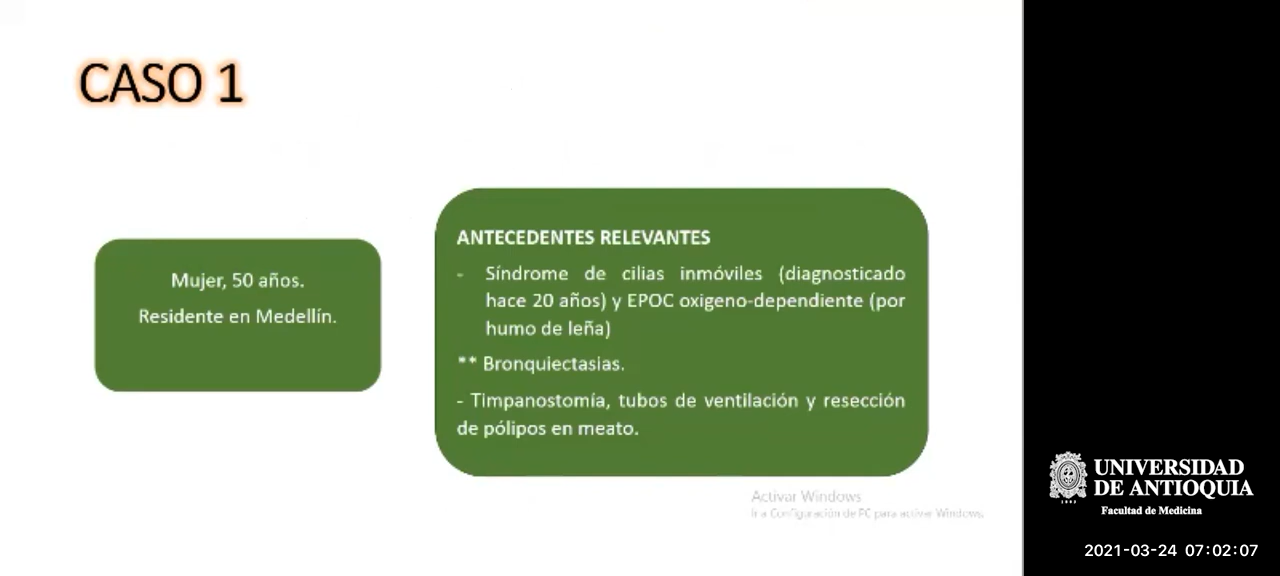 CASO 1
Mujer, 50 años.
Residente en Medellín.
ANTECEDENTES RELEVANTES
- Síndrome de cilias inmóviles (diagnosticado
hace 20 años) y EPOC oxigeno-dependiente (por
humo de leña)
** Bronquiectasias.
- Timpanostomía, tubos de ventilación y resección
de pólipos en meato.
Activar Windows
Ir a Configuración de PC para activar Windows.
UNIVERSIDAD
DE ANTIOQUIA
1803
Facultad de Medicina
2021-03-24 07:02:07